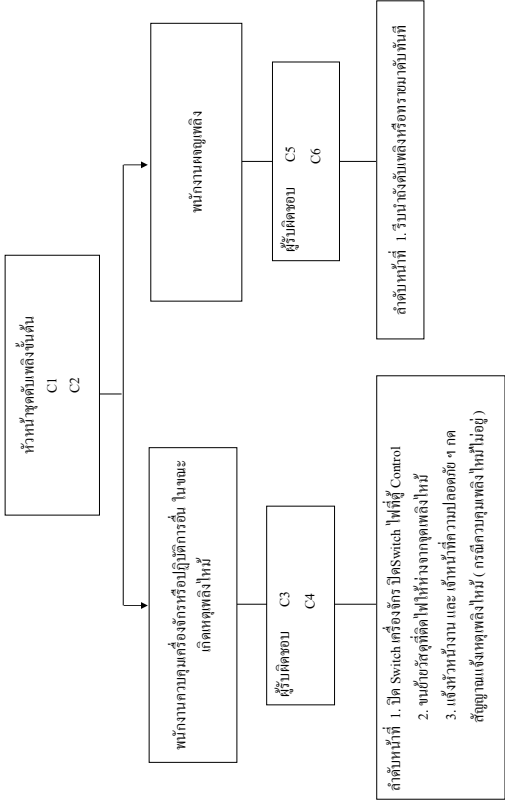 หัวหน้าชุดดับเพลิงขั้นต้น
C1
C2
พนักงานควบคุมเครื่องจักรหรือปฏิบัติการอื่น ในขณะ
เกิดเหตุเพลิงไหม้
ผู้รับผิดชอบ C3
C4
ลำดับหน้าที่ 1. ปิด Switch เครื่องจักร ปิดSwitch ไฟที่ตู้ Control
2. ขนย้ายวัสดุที่ติดไฟให้ห่างจากจุดเพลิงไหม้
3. แจ้งหัวหน้างาน และ เจ้าหน้าที่ความปลอดภัย ฯ กด
สัญญาณแจ้งเหตุเพลิงไหม้ ( กรณีควบคุมเพลิงไหม้ไม่อยู่ )
พนักงานผจญเพลิง
ผู้รับผิดชอบ C5
C6
ลำดับหน้าที่ 1. รีบนำถังดับเพลิงหรือทรายมาดับทันที